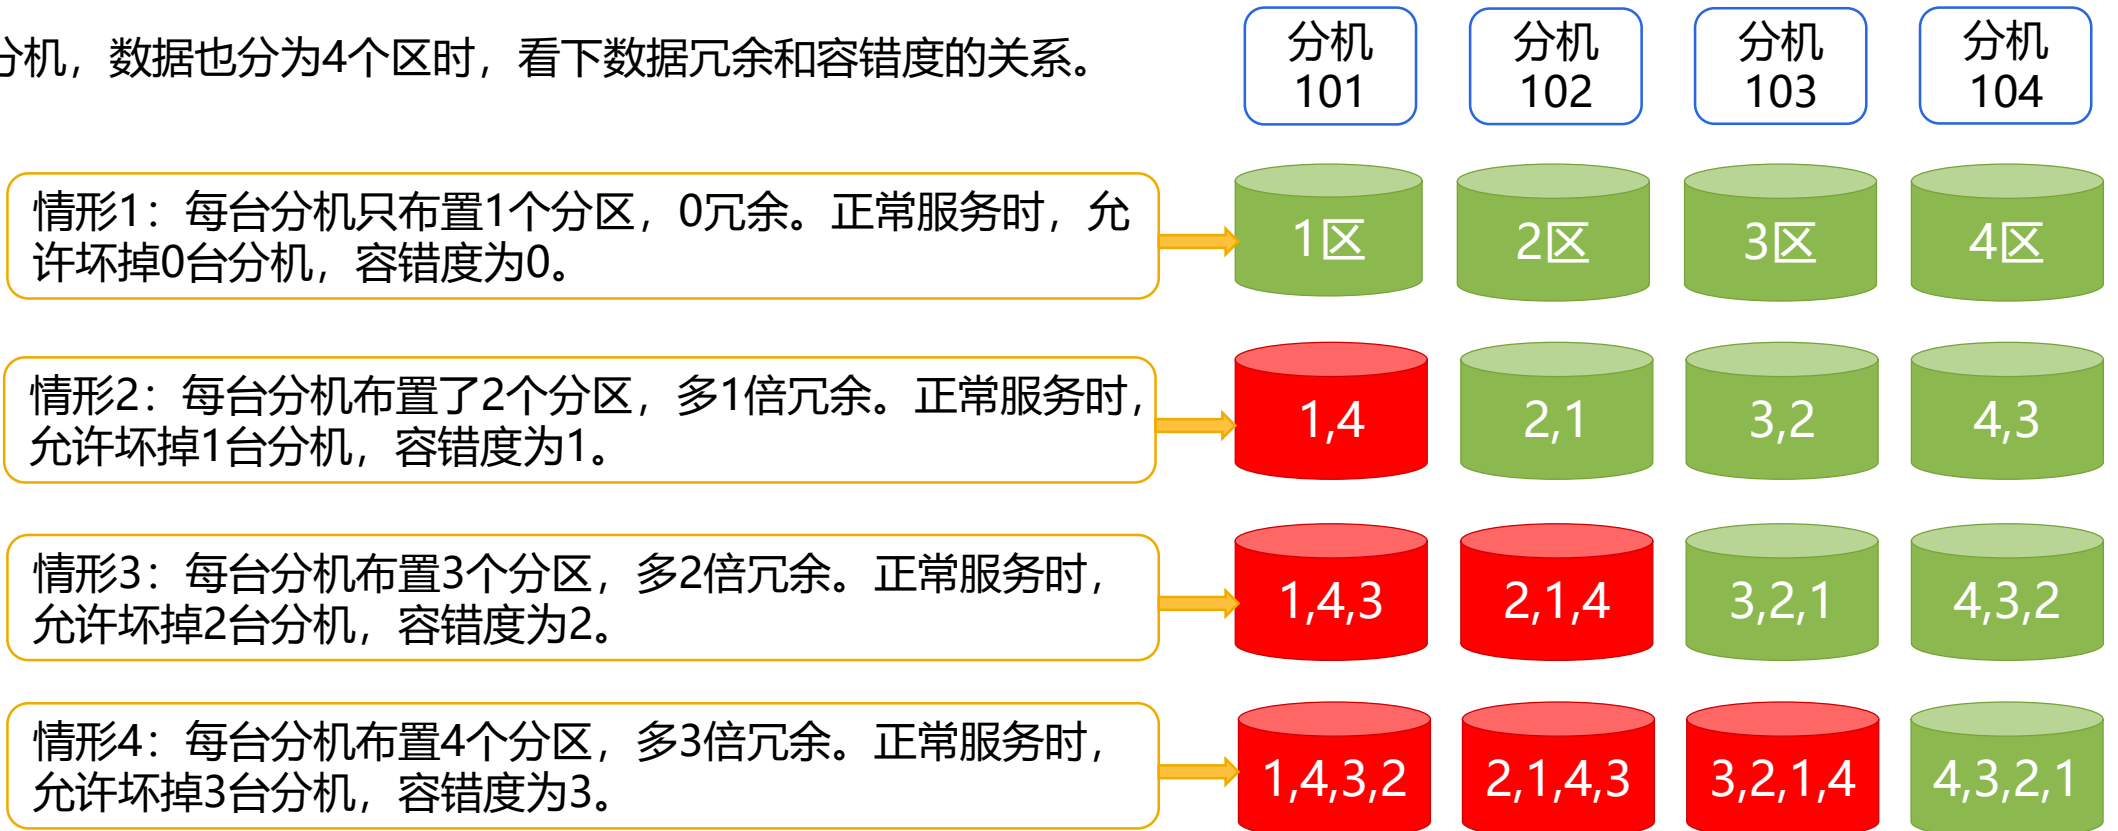 分机，数据也分为4个区时，看下数据冗余和容错度的关系。
分机
101
分机
102
分机
103
分机
104
情形1：每台分机只布置1个分区，0冗余。正常服务时，允
许坏掉0台分机，容错度为0。
1区
2区
3区
4区
情形2：每台分机布置了2个分区，多1倍冗余。正常服务时，
允许坏掉1台分机，容错度为1。
1,4
2,1
3,2
4,3
情形3：每台分机布置3个分区，多2倍冗余。正常服务时，
允许坏掉2台分机，容错度为2。
1,4,3
2,1,4
3,2,1
4,3,2
情形4：每台分机布置4个分区，多3倍冗余。正常服务时，
允许坏掉3台分机，容错度为3。
1,4,3,2
2,1,4,3
3,2,1,4
4,3,2,1